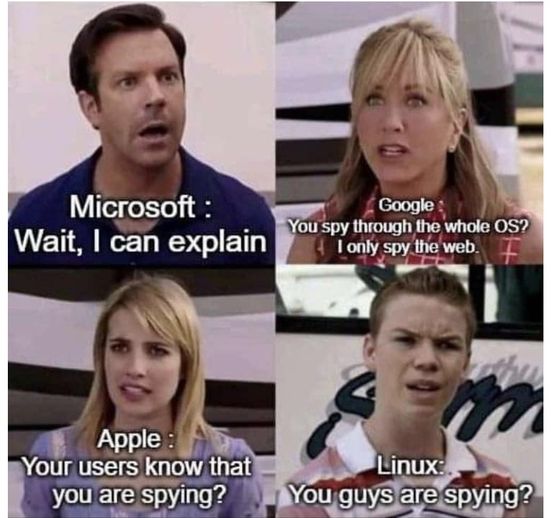 Microsoft :
Wait, I can explain
Google :
You spy through the whole OS?
I only spy the web.
Apple :
Your users know that
you are spying?
Linux:
You guys are spying?